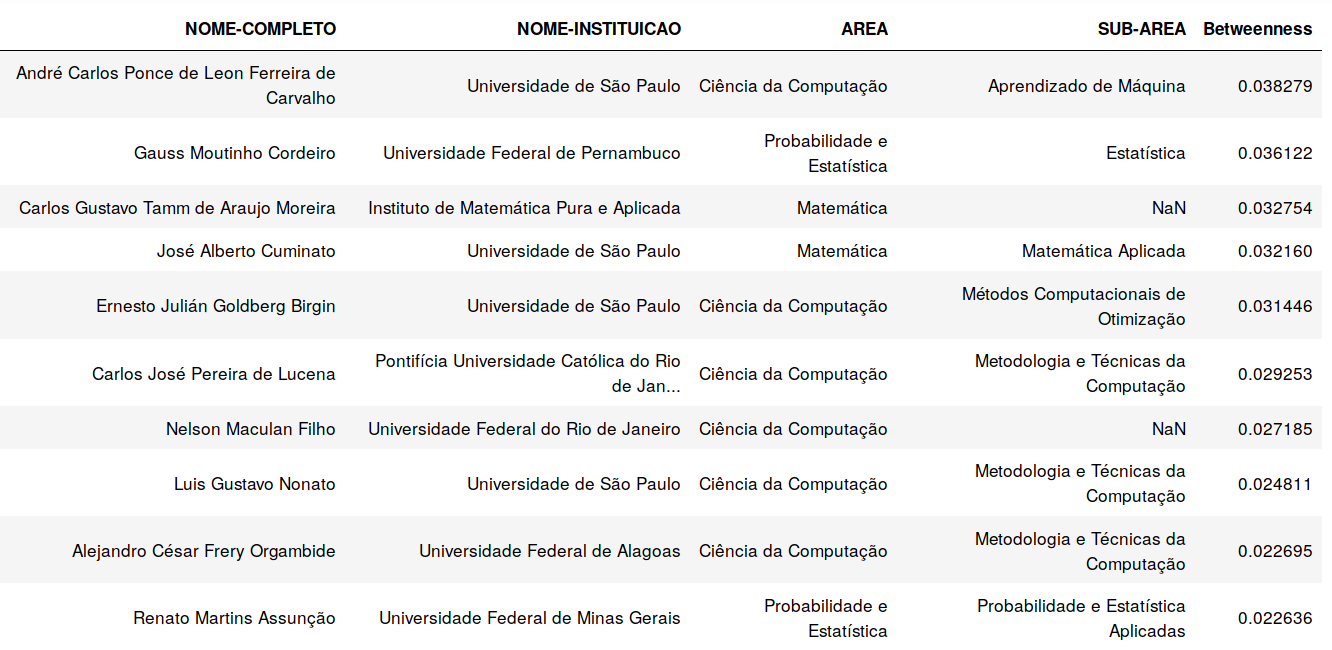 NOME-COMPLETO NOME-INSTITUICAO AREA SUB-AREA Betweenness
André Carlos Ponce de Leon Ferreira de
Carvalho Universidade de São Paulo Ciência da Computação Aprendizado de Máquina 0.038279
Gauss Moutinho Cordeiro Universidade Federal de Pernambuco Probabilidade e
Estatística Estatística 0.036122
Carlos Gustavo Tamm de Araujo Moreira Instituto de Matemática Pura e Aplicada Matemática NaN 0.032754
José Alberto Cuminato Universidade de São Paulo Matemática Matemática Aplicada 0.032160
Ernesto Julián Goldberg Birgin Universidade de São Paulo Ciência da Computação Métodos Computacionais de
Otimização 0.031446
Carlos José Pereira de Lucena Pontifícia Universidade Católica do Rio
de Jan... Ciência da Computação Metodologia e Técnicas da
Computação 0.029253
Nelson Maculan Filho Universidade Federal do Rio de Janeiro Ciência da Computação NaN 0.027185
Luis Gustavo Nonato Universidade de São Paulo Ciência da Computação Metodologia e Técnicas da
Computação 0.024811
Alejandro César Frery Orgambide Universidade Federal de Alagoas Ciência da Computação Metodologia e Técnicas da
Computação 0.022695
Renato Martins Assunção Universidade Federal de Minas Gerais Probabilidade e
Estatística Probabilidade e Estatística
Aplicadas 0.022636